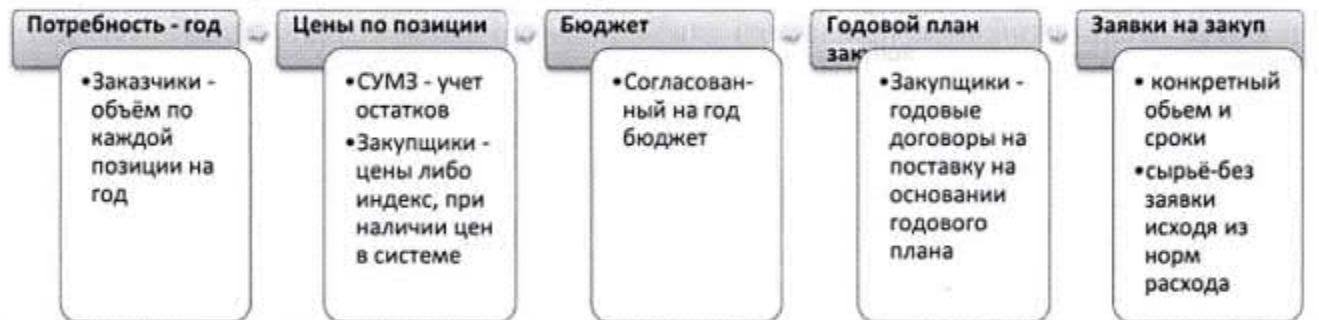 Потребность - год
•Заказчики -
объём по
каждой
позиции на
год
Цены по позиции
•СУМЗ - учет
остатков
•Закупщики -
цены либо
индекс, при
наличии цен
в системе
Бюджет
•Согласован-
ный на год
бюджет
Годовой план
•Закупщики -
годовые
договоры на
поставку на
основании
годового
плана
Заявки на закуп
• конкретный
обьем и
сроки
•сырьё-без
заявки
исходя из
норм
расхода